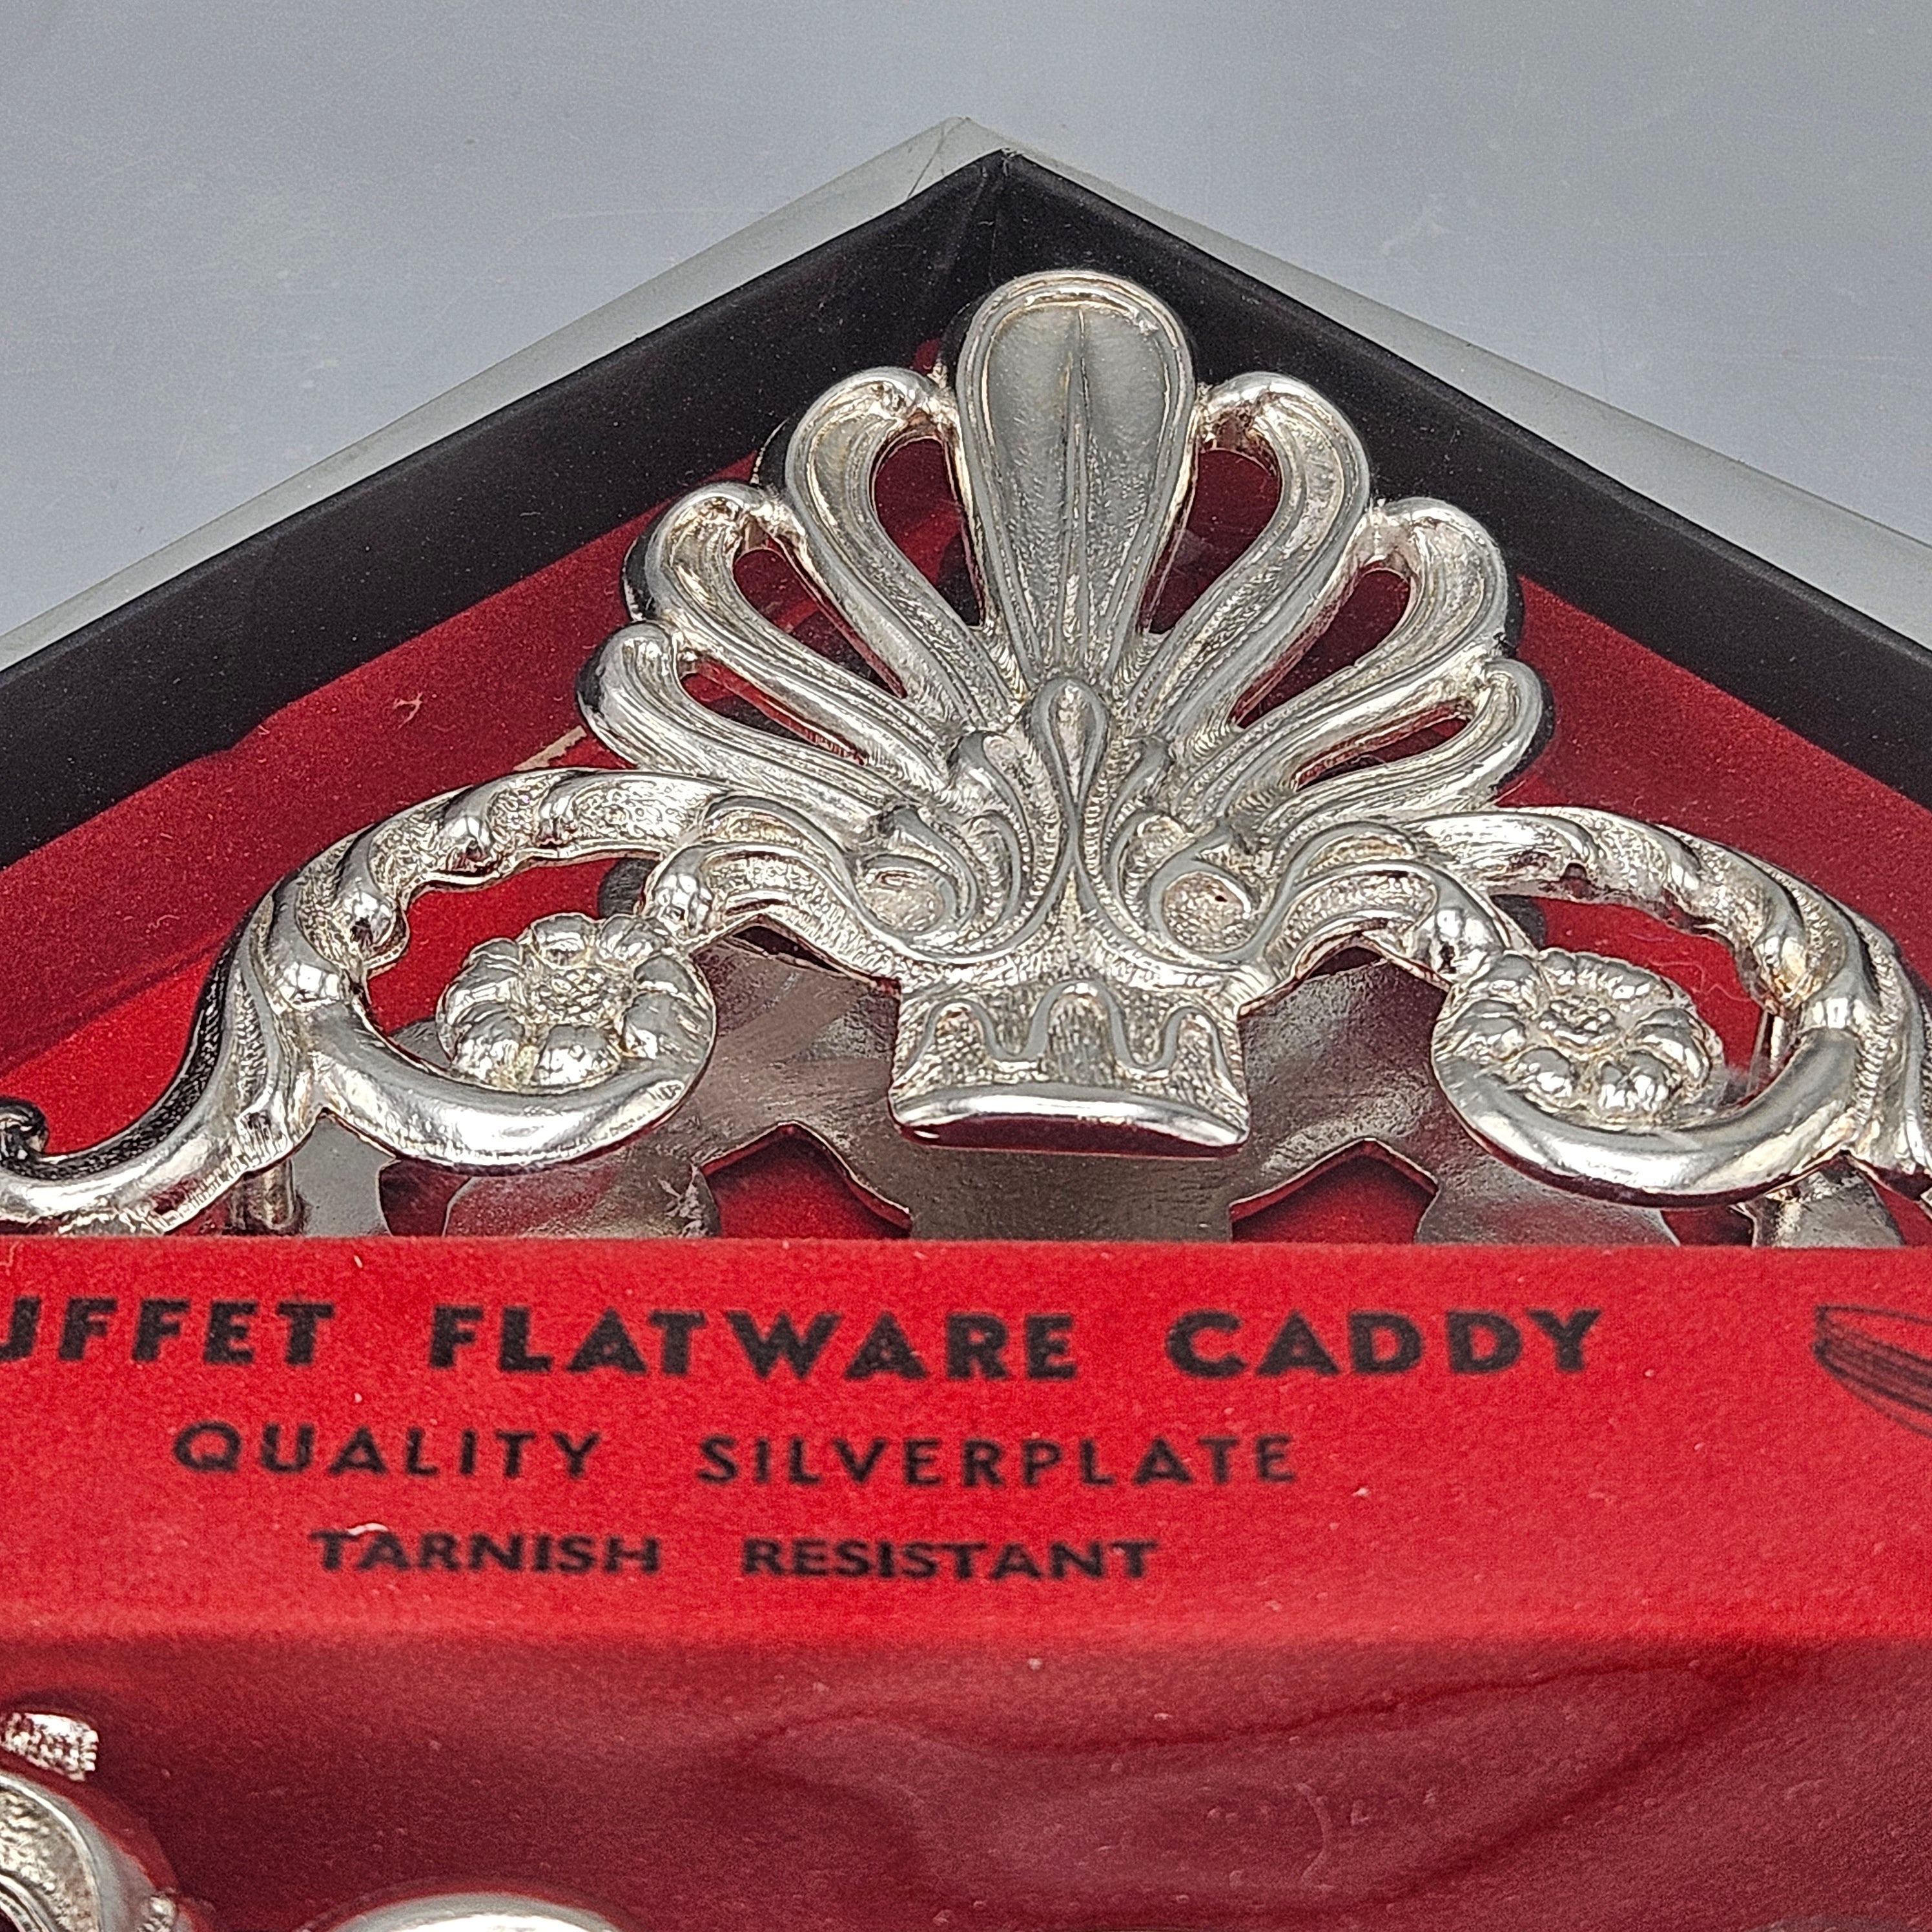 UFFET FLATWARE CADDY
QUALITY SILVERPLATE
TARNISH RESISTANT